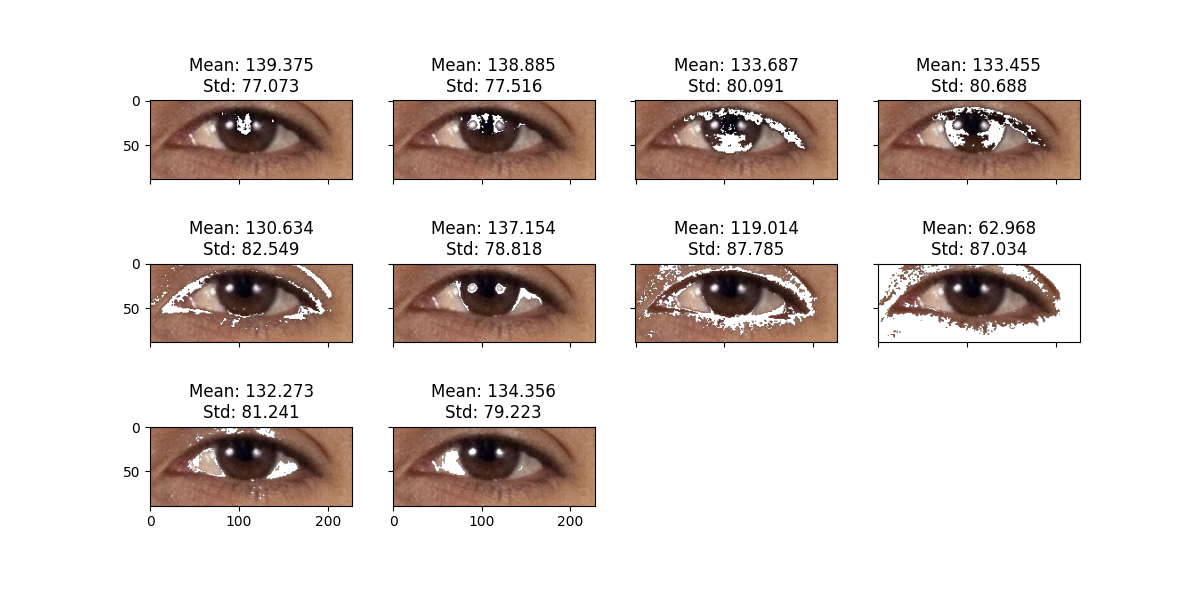 Mean: 139.375
Std: 77.073
Mean: 138.885
Std: 77.516
Mean: 133.687
Std: 80.091
Mean: 133.455
Std: 80.688
0
50
Mean: 130.634
Std: 82.549
Mean: 137.154
Std: 78.818
Mean: 119.014
Std: 87.785
Mean: 62.968
Std: 87.034
0
50
Mean: 132.273
Std: 81.241
Mean: 134.356
Std: 79.223
0
50
0 100 200
0 100 200